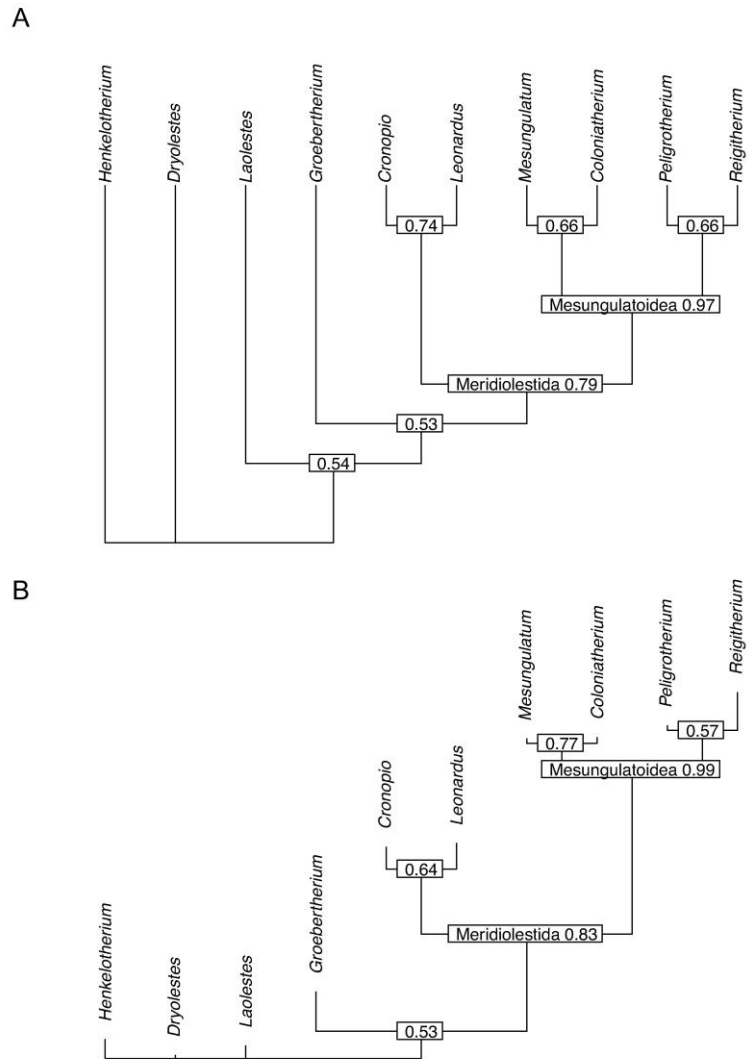 A
Henkelotherium
Dryolestes
Laolestes
Groebertherium
Cronopio
Leonardus
Mesungulatum
Coloniatherium
Peligrotherium
Reigitherium
0.74
0.66
0.66
Mesungulatoidea 0.97
Meridiolestida 0.79
0.53
0.54
B
Henkelotherium
Dryolestes
Laolestes
Groebertherium
Cronopio
Leonardus
Mesungulatum
Coloniatherium
Peligrotherium
Reigitherium
0.57
0.77
Mesungulatoidea 0.99
0.64
Meridiolestida 0.83
0.53